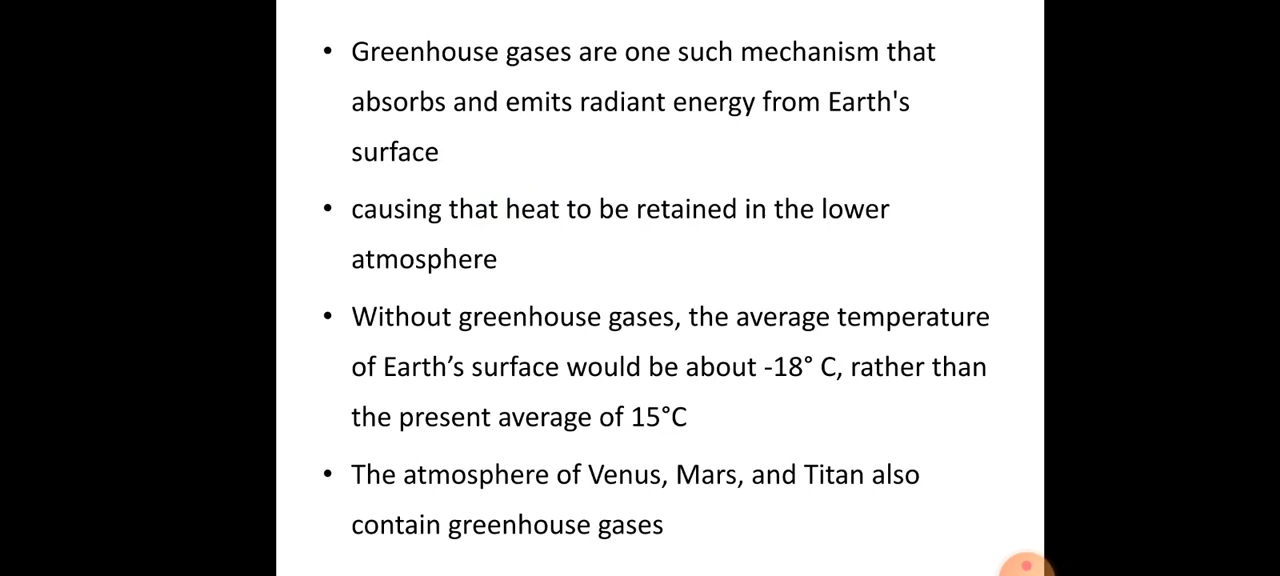 • Greenhouse gases are one such mechanism that
absorbs and emits radiant energy from Earth's
surface
• causing that heat to be retained in the lower
atmosphere
• Without greenhouse gases, the average temperature
of Earth’s surface would be about -18° C, rather than
the present average of 15°C
• The atmosphere of Venus, Mars, and Titan also
contain greenhouse gases